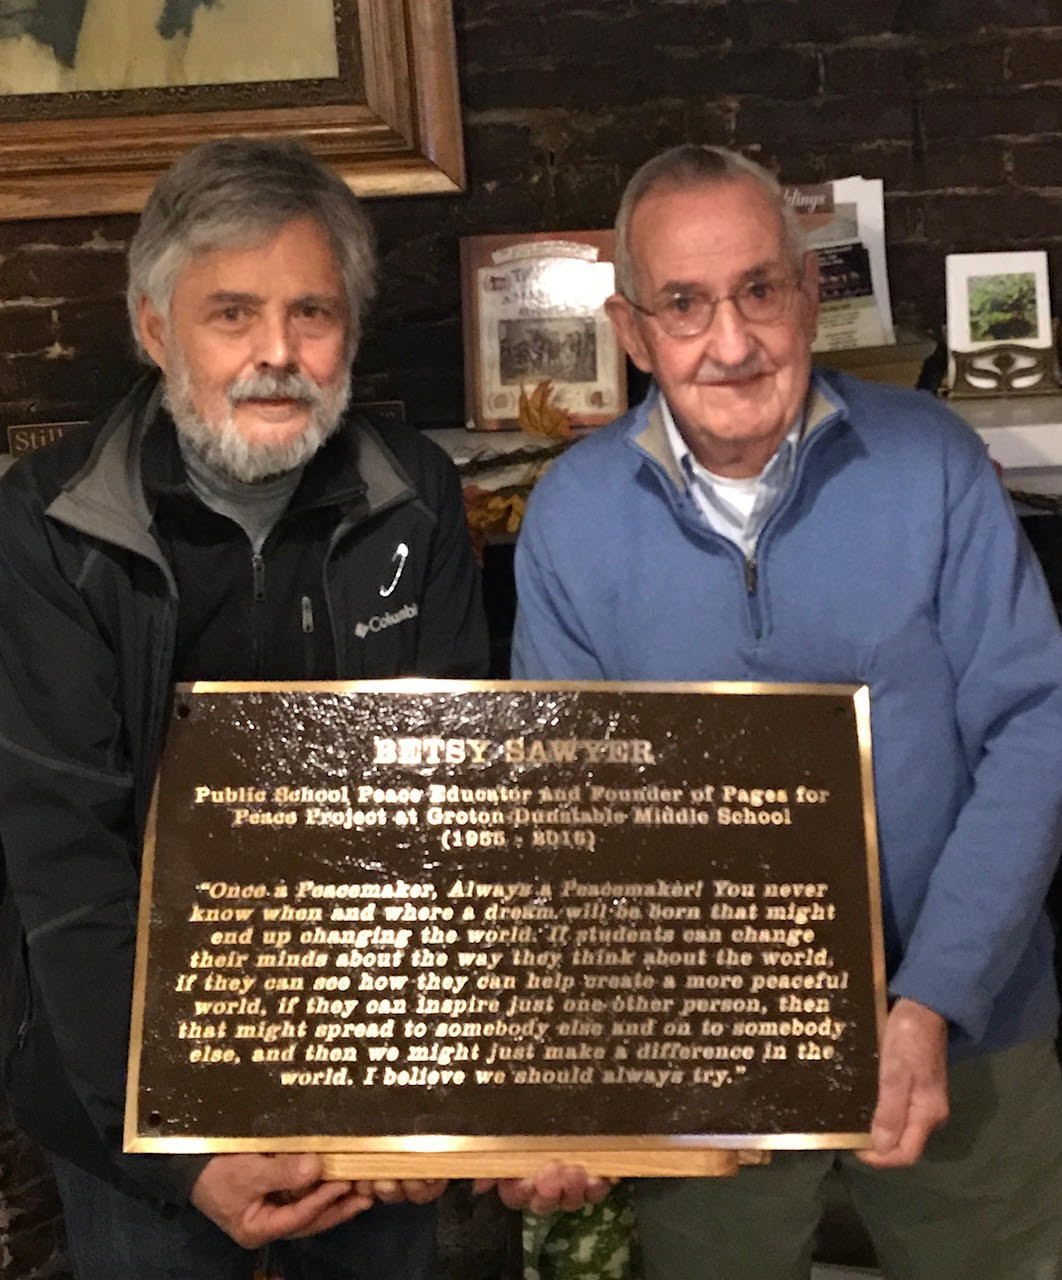 ddings
Still
Columbia
BETSY SAWYER
Public School Peace Educator and Founder of Pages for
Peace Project at Groton-Dunstable Middle School
(1955 - 2016)
"Once a Peacemaker, Always a Peacemaker! You never
know when and where a dream will be born that might
end up changing the world. If students can change
their minds about the way they think about the world,
if they can see how they can help create a more peaceful
world, if they can inspire just one other person, then
that might spread to somebody else and on to somebody
else, and then we might just make a difference in the
world. I believe we should always try."